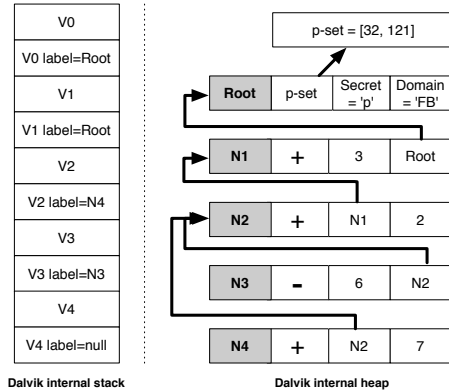 V0
V0 label=Root
V1
V1 label=Root
V2
V2 label=N4
V3
V3 label=N3
V4
V4 label=null
Dalvik internal stack
p-set = [32, 121]
Root p-set Secret = 'p' Domain = 'FB'
N1 + 3 Root
N2 + N1 2
N3 - 6 N2
N4 + N2 7
Dalvik internal heap